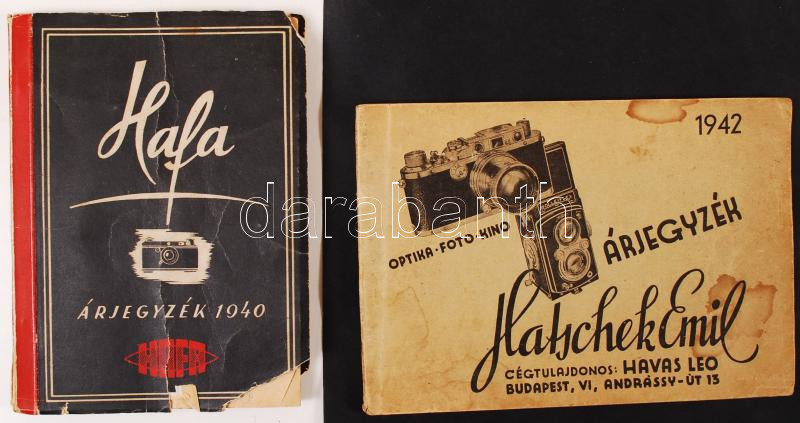 Hafa
ÁRJEGYZÉK 1940
HAFA
1942
OPTIKA-FOTO-KINO
ÁRJEGYZÉK
Hatschek Emil
CÉGTULAJDONOS: HAVAS LEO
BUDAPEST, VI, ANDRÁSSY-ÚT 13
darabanth